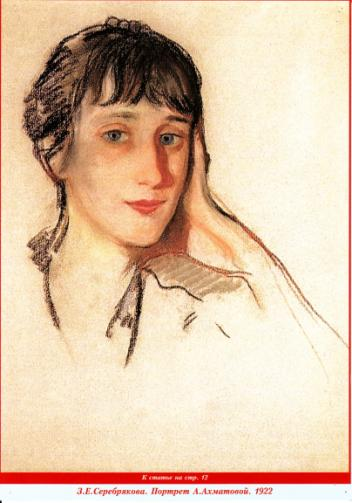 К статье на стр. 12
З.Е.Серебрякова. Портрет А.Ахматовой. 1922